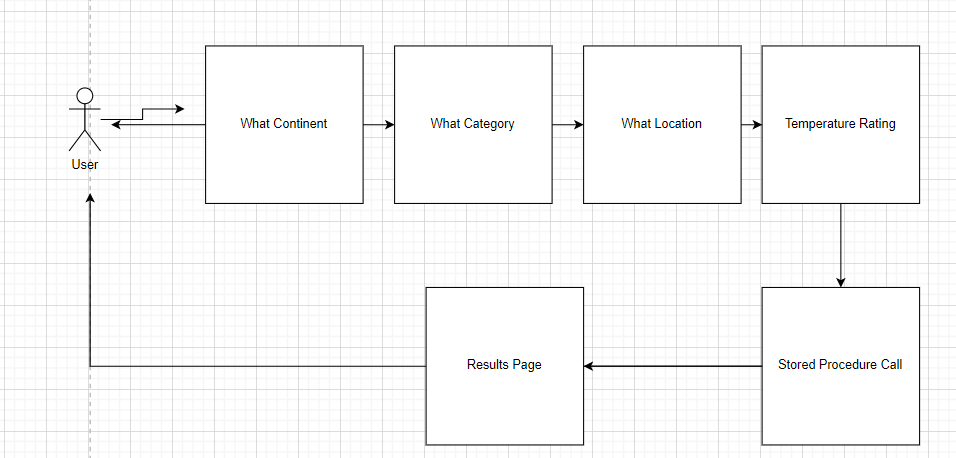 What Continent
What Category
What Location
Temperature Rating
User
Results Page
Stored Procedure Call